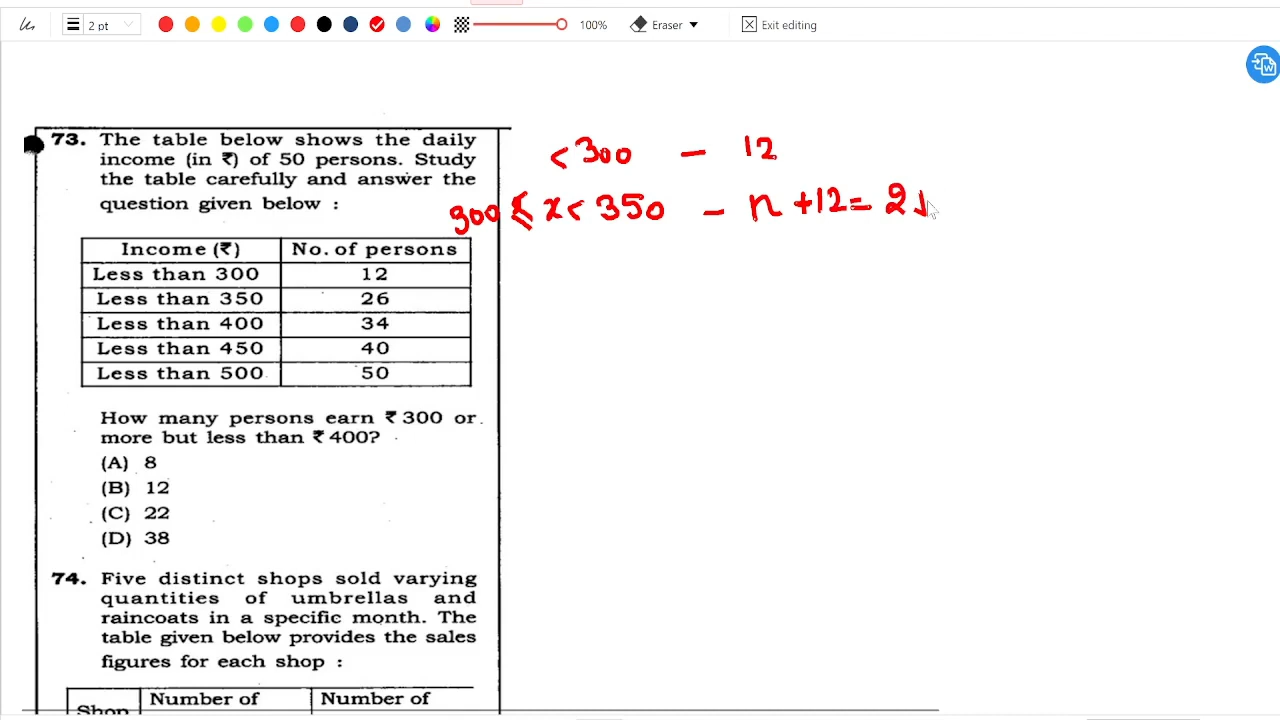 2 pt
100%
Eraser
Exit editing
73. The table below shows the daily
income (in ₹) of 50 persons. Study
the table carefully and answer the
question given below :
Income (₹) No. of persons
Less than 300 12
Less than 350 26
Less than 400 34
Less than 450 40
Less than 500 50
How many persons earn ₹ 300 or
more but less than ₹ 400?
(A) 8
(B) 12
(C) 22
(D) 38
74. Five distinct shops sold varying
quantities of umbrellas and
raincoats in a specific month. The
table given below provides the sales
figures for each shop :
Shop Number of Number of
<300 – 12
300 ≤ x < 350 – n + 12 = 2